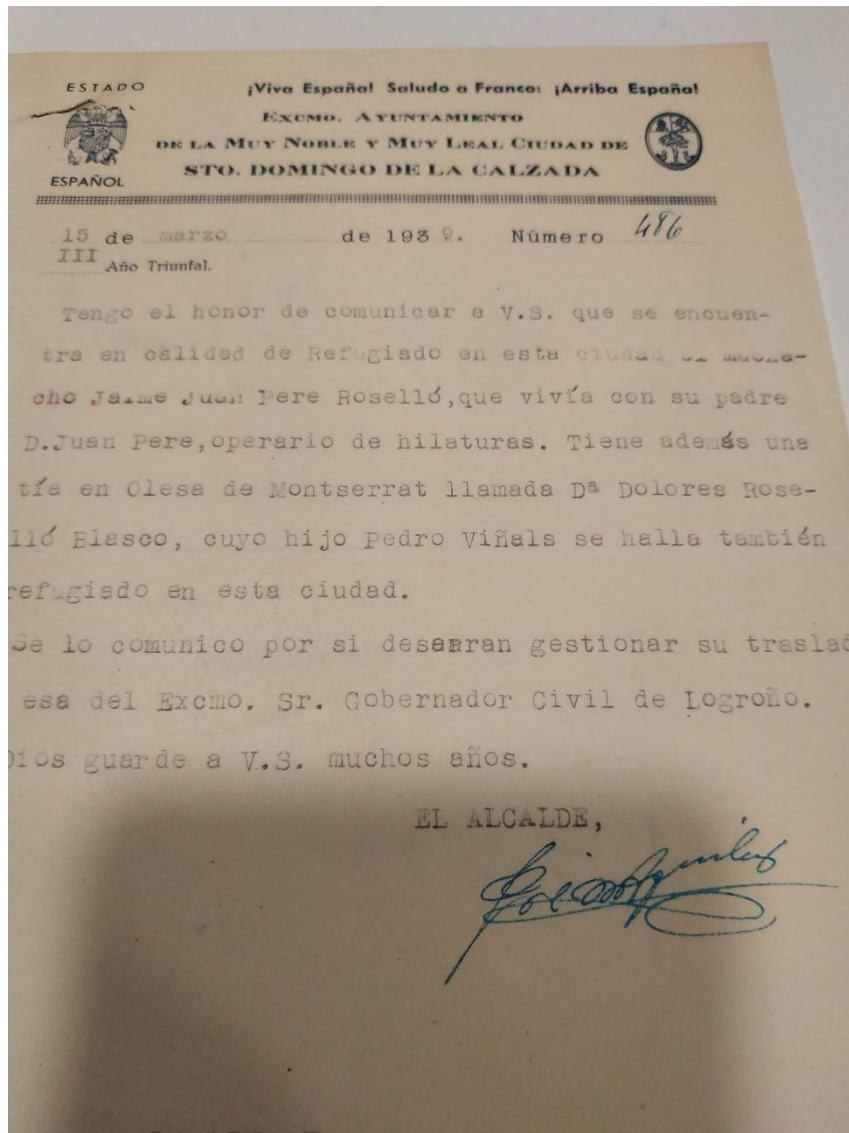 ESTADO
ESPAÑOL
¡Viva España! Saludo a Franco: ¡Arriba España!
EXCMO. AYUNTAMIENTO
DE LA MUY NOBLE Y MUY LEAL CIUDAD DE
STO. DOMINGO DE LA CALZADA
15 de marzo de 1939. Número 486
III Año Triunfal.
Tengo el honor de comunicar a V.S. que se encuen-
tra en calidad de Refugiado en esta ciudad el mucha-
cho Jaime Juan Pere Roselló,que vivía con su padre
D.Juan Pere,operario de hilaturas. Tiene además una
tía en Olesa de Montserrat llamada Dª Dolores Rose-
lló Blasco, cuyo hijo Pedro Viñals se halla también
refugiado en esta ciudad.
Se lo comunico por si desearan gestionar su traslad
esa del Excmo. Sr. Gobernador Civil de Logroño.
Dios guarde a V.S. muchos años.
EL ALCALDE,